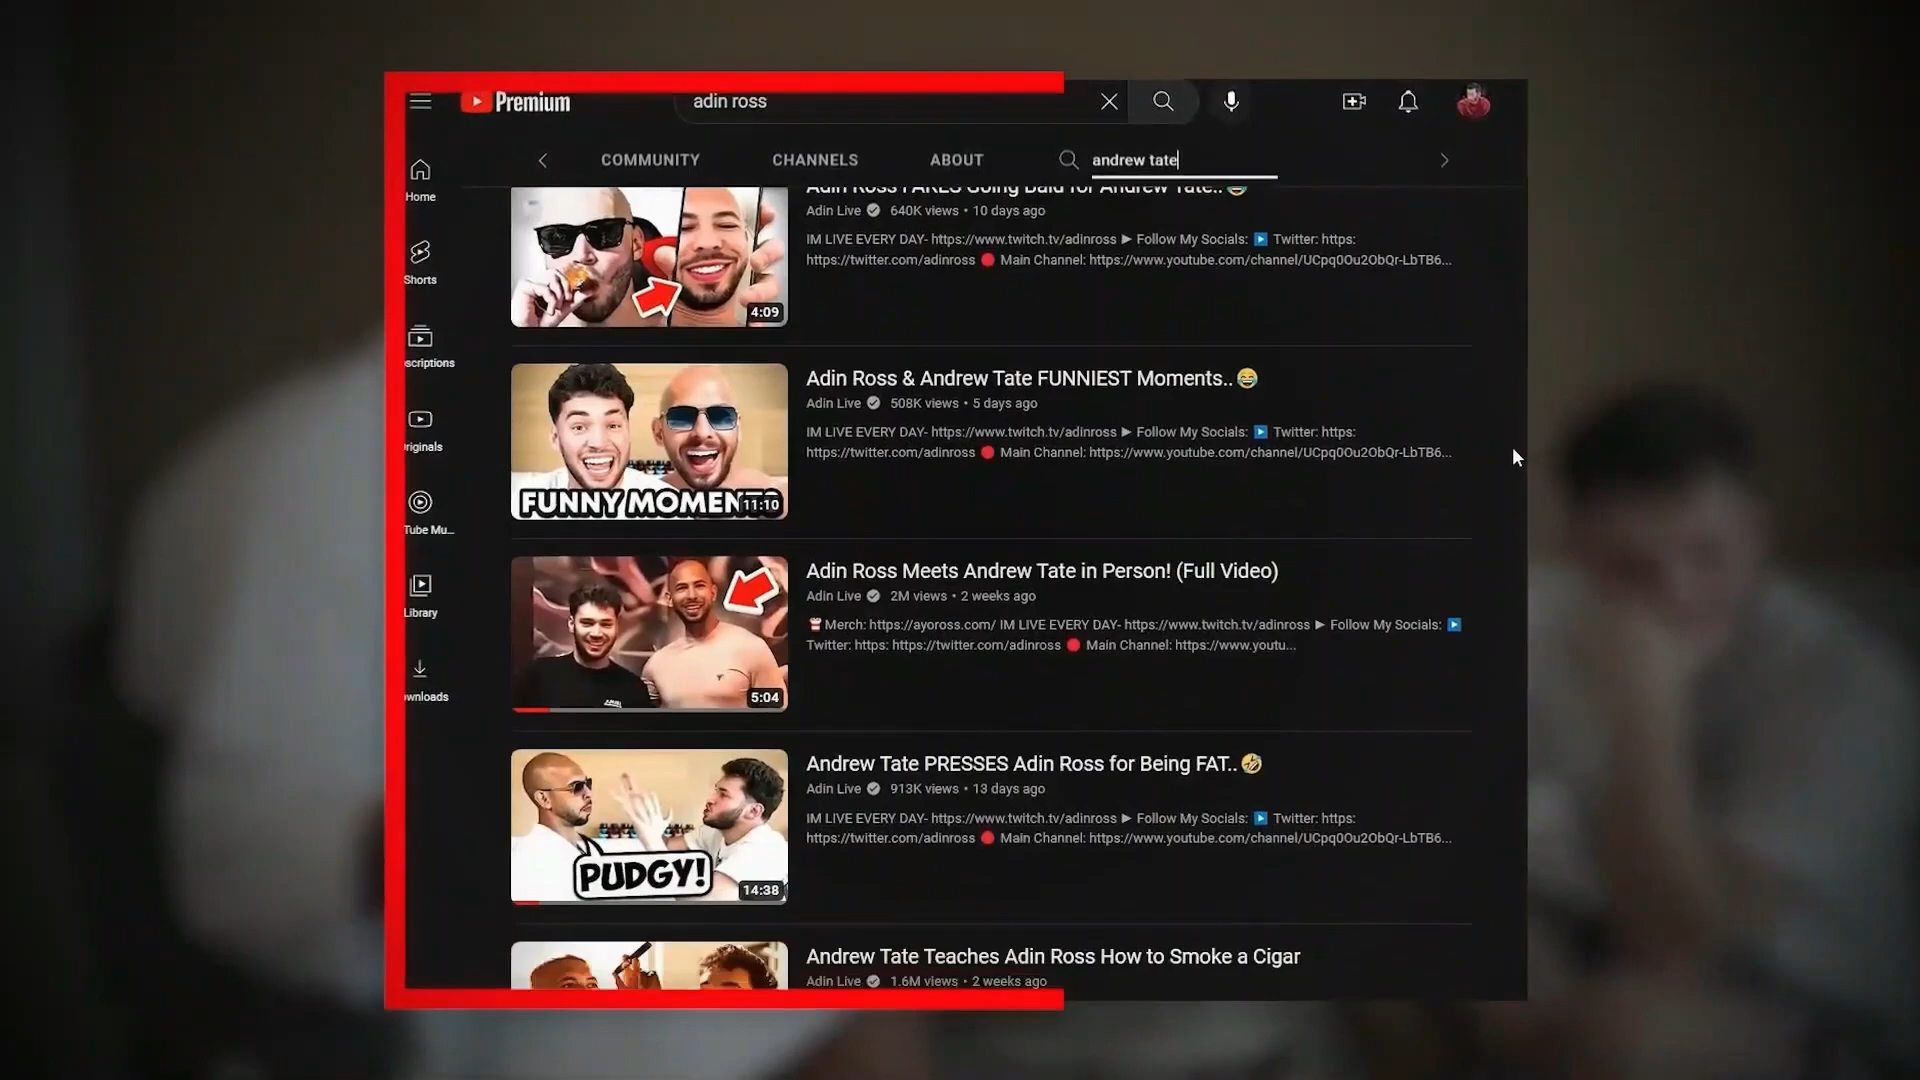 Premium
adin ross
COMMUNITY
CHANNELS
ABOUT
andrew tate
Home
Shorts
scriptions
riginals
Tube Mu...
Library
wnloads
Adin Ross FAKES Going Bald for Andrew Tate..
Adin Live 640K views • 10 days ago
IM LIVE EVERY DAY- https://www.twitch.tv/adinross ► Follow My Socials: ▶ Twitter: https:
https://twitter.com/adinross 🔴 Main Channel: https://www.youtube.com/channel/UCpq0Ou2ObQr-LbTB6...
4:09
Adin Ross & Andrew Tate FUNNIEST Moments..😂
Adin Live 508K views • 5 days ago
IM LIVE EVERY DAY- https://www.twitch.tv/adinross ► Follow My Socials: ▶ Twitter: https:
https://twitter.com/adinross 🔴 Main Channel: https://www.youtube.com/channel/UCpq0Ou2ObQr-LbTB6...
FUNNY MOMENTS
11:10
Adin Ross Meets Andrew Tate in Person! (Full Video)
Adin Live 2M views • 2 weeks ago
Merch: https://ayoross.com/ IM LIVE EVERY DAY- https://www.twitch.tv/adinross ► Follow My Socials: ▶
Twitter: https: https://twitter.com/adinross 🔴 Main Channel: https://www.youtu...
5:04
Andrew Tate PRESSES Adin Ross for Being FAT..🤣
Adin Live 913K views • 13 days ago
IM LIVE EVERY DAY- https://www.twitch.tv/adinross ► Follow My Socials: ▶ Twitter: https:
https://twitter.com/adinross 🔴 Main Channel: https://www.youtube.com/channel/UCpq0Ou2ObQr-LbTB6...
PUDGY!
14:38
Andrew Tate Teaches Adin Ross How to Smoke a Cigar
Adin Live 1.6M views • 2 weeks ago